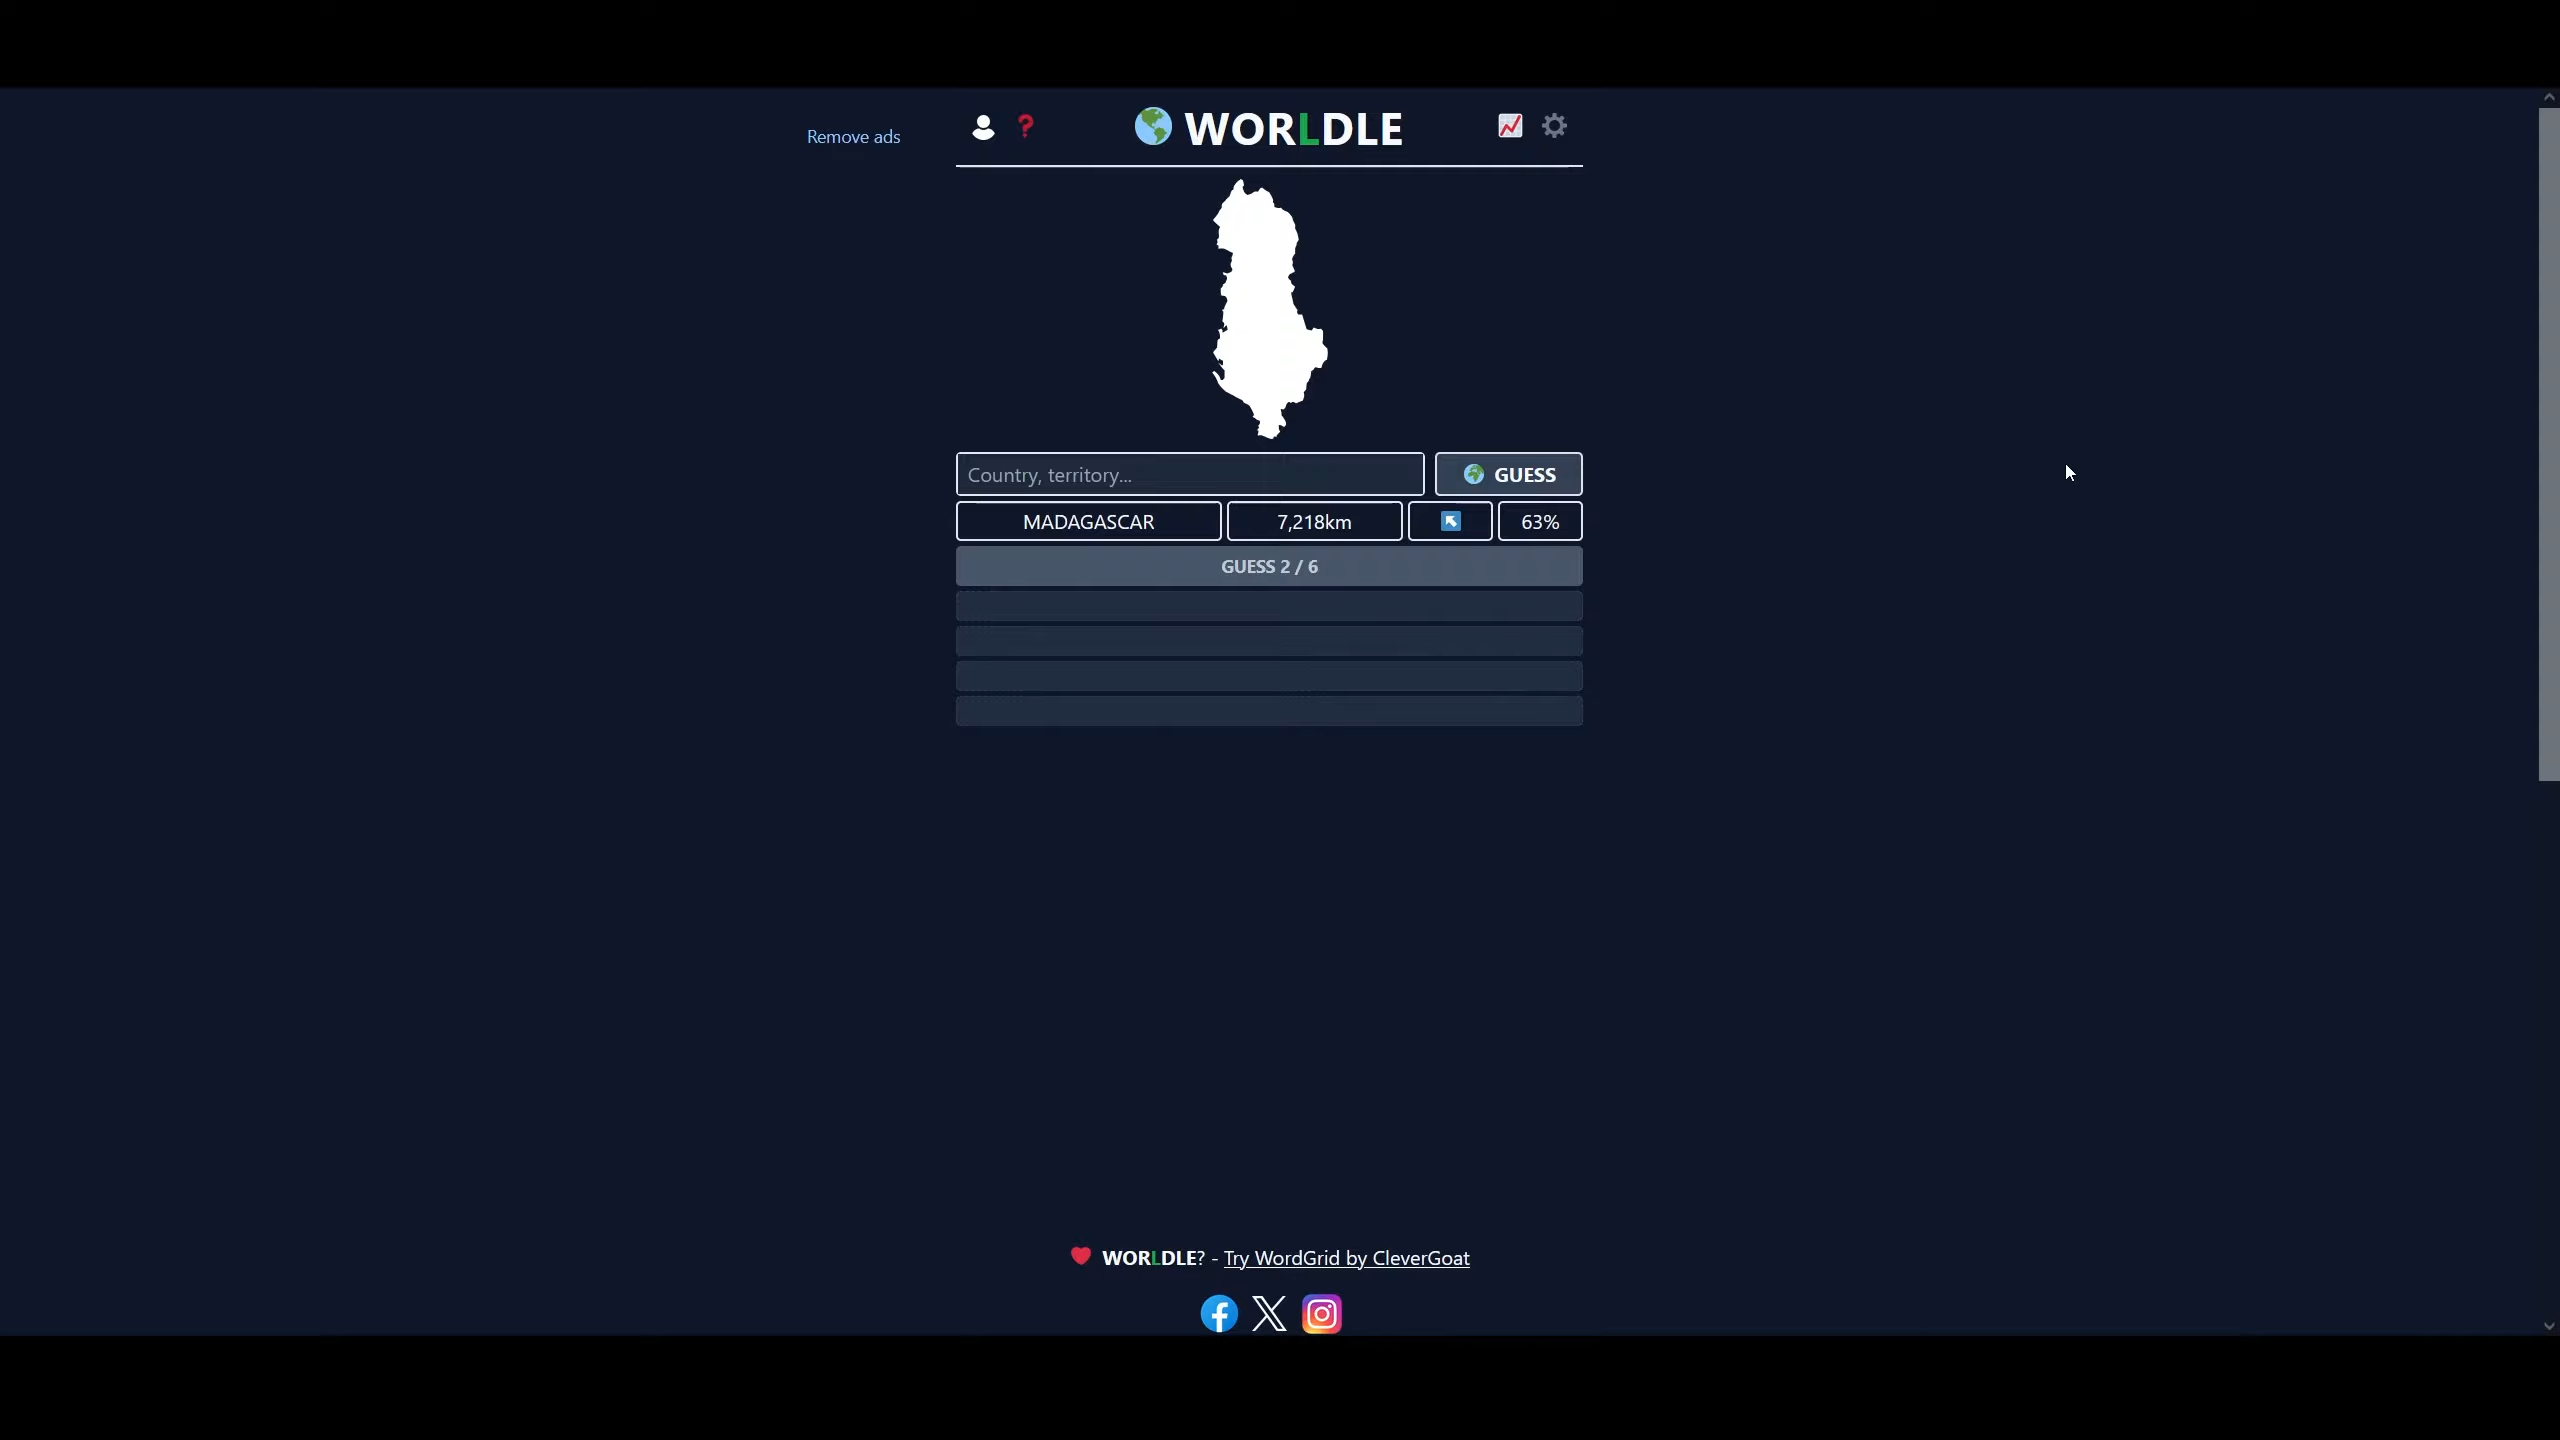 Remove ads
WORLDLE
Country, territory...
GUESS
MADAGASCAR 7,218km 63%
GUESS 2 / 6
WORLDLE? - Try WordGrid by CleverGoat